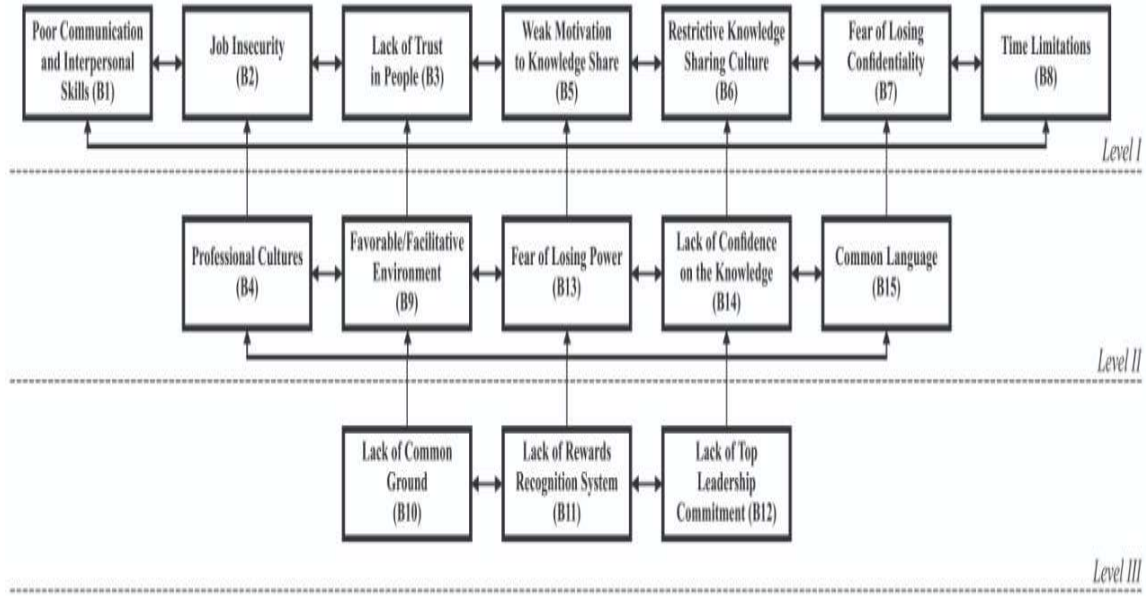 Poor Communication
and Interpersonal
Skills (B1)
Job Insecurity
(B2)
Lack of Trust
in People (B3)
Weak Motivation
to Knowledge Share
(B5)
Restrictive Knowledge
Sharing Culture
(B6)
Fear of Losing
Confidentiality
(B7)
Time Limitations
(B8)
Level I
Professional Cultures
(B4)
Favorable/Facilitative
Environment
(B9)
Fear of Losing Power
(B13)
Lack of Confidence
on the Knowledge
(B14)
Common Language
(B15)
Level II
Lack of Common
Ground
(B10)
Lack of Rewards
Recognition System
(B11)
Lack of Top
Leadership
Commitment (B12)
Level III